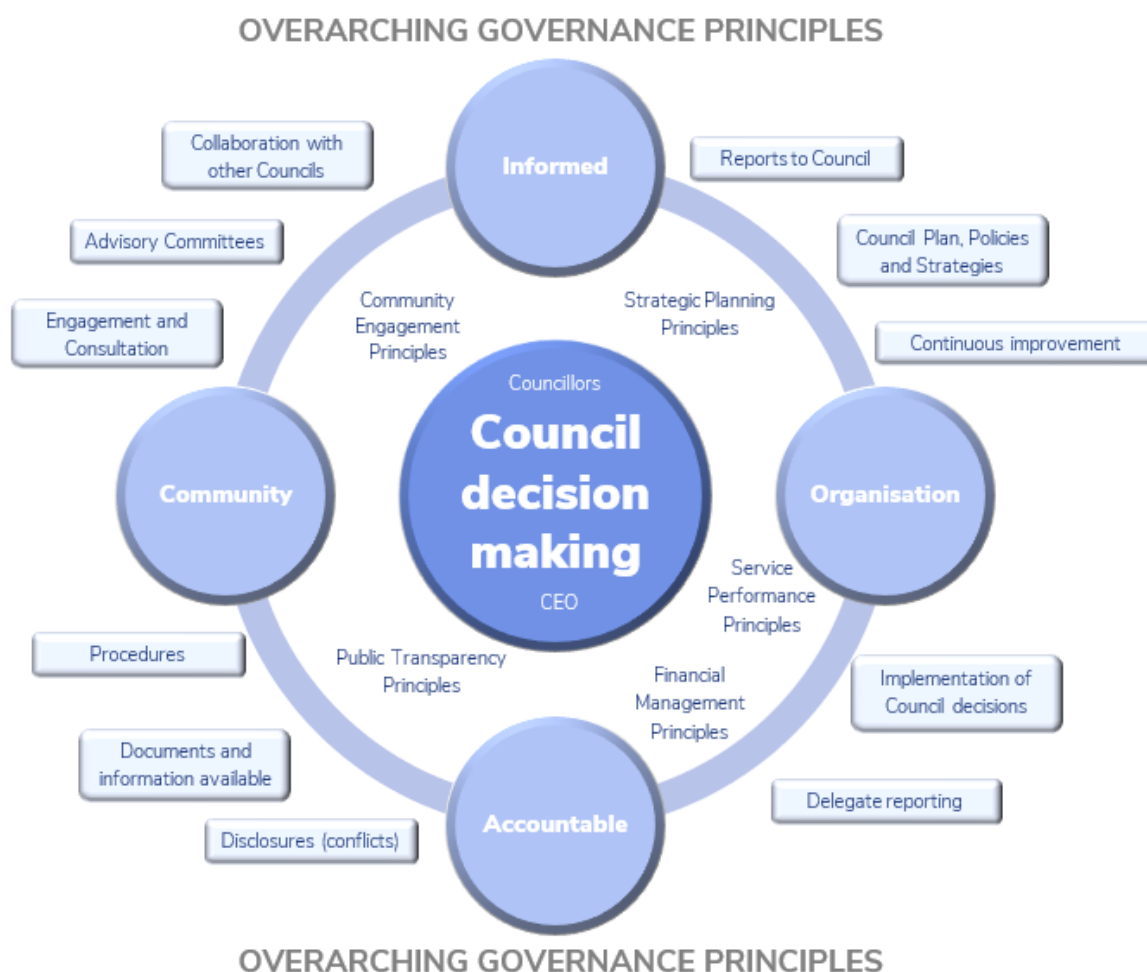 OVERARCHING GOVERNANCE PRINCIPLES
Informed
Collaboration with
other Councils
Advisory Committees
Engagement and
Consultation
Reports to Council
Council Plan, Policies
and Strategies
Continuous improvement
Community
Engagement
Principles
Strategic Planning
Principles
Community
Councillors
Council
decision
making
CEO
Organisation
Service
Performance
Principles
Public Transparency
Principles
Financial
Management
Principles
Procedures
Documents and
information available
Disclosures (conflicts)
Accountable
Implementation of
Council decisions
Delegate reporting
OVERARCHING GOVERNANCE PRINCIPLES